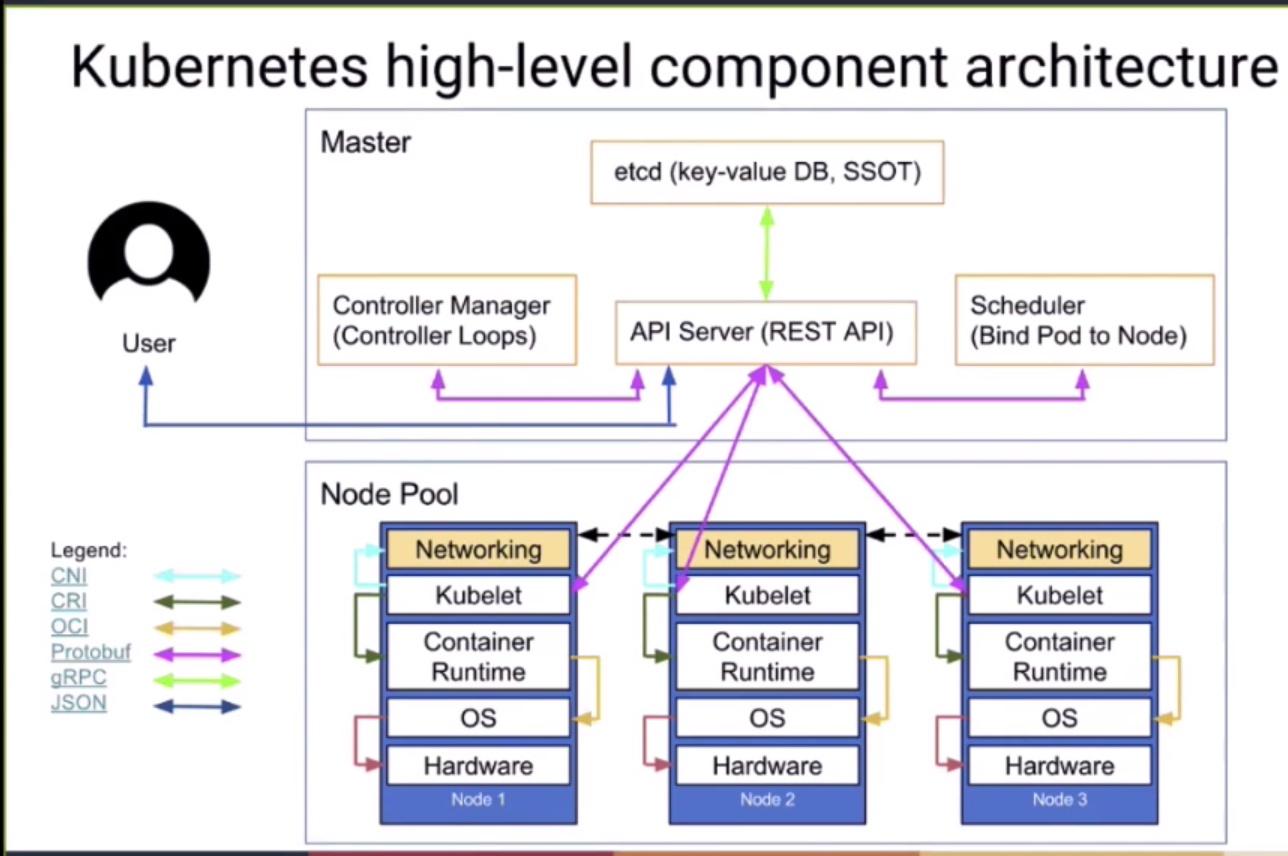 Kubernetes high-level component architecture
Master
etcd (key-value DB, SSOT)
Controller Manager
(Controller Loops)
API Server (REST API)
Scheduler
(Bind Pod to Node)
User
Node Pool
Legend:
CNI
CRI
OCI
Protobuf
gRPC
JSON
Networking
Kubelet
Container
Runtime
OS
Hardware
Node 1
Networking
Kubelet
Container
Runtime
OS
Hardware
Node 2
Networking
Kubelet
Container
Runtime
OS
Hardware
Node 3